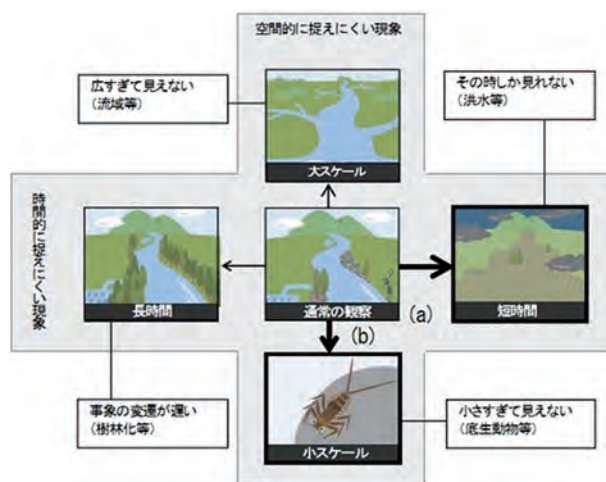 空間的に捉えにくい現象
広すぎて見えない
(流域等)
その時しか見れない
(洪水等)
大スケール
時間的に捉えにくい現象
長時間
通常の観察
短時間
(a)
(b)
事象の変遷が遅い
(樹林化等)
小さすぎて見えない
(底生動物等)
小スケール